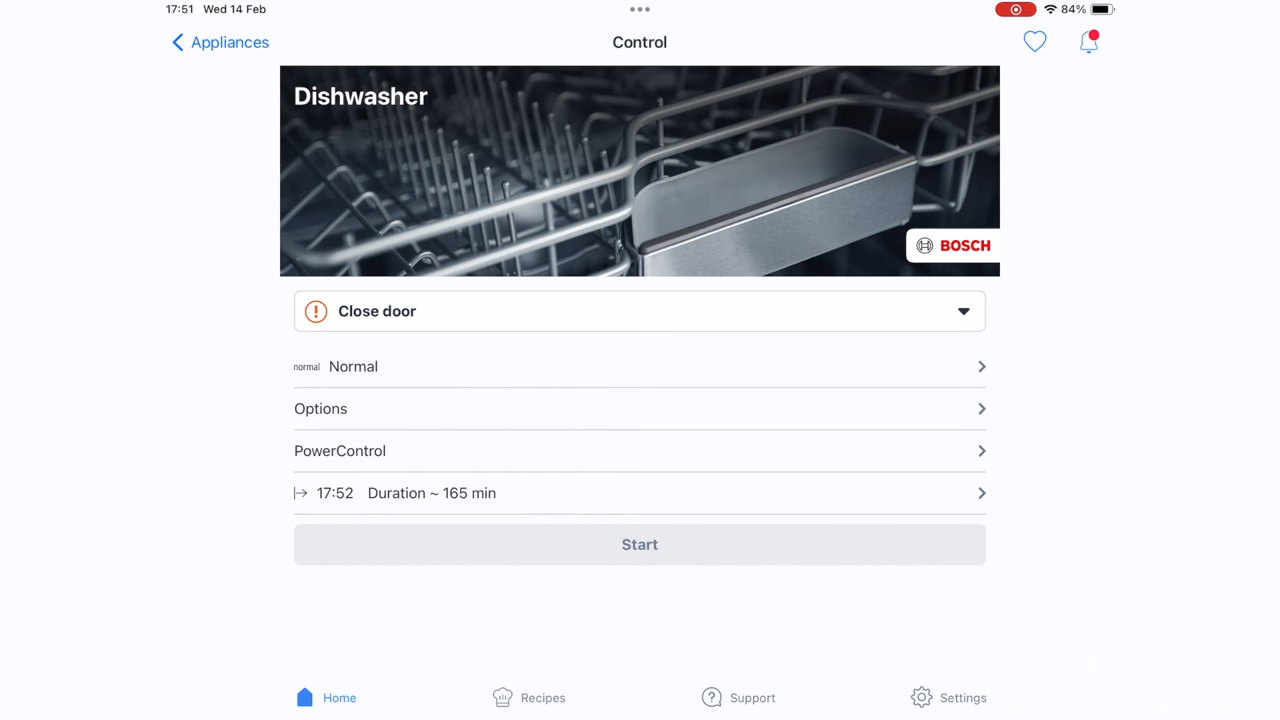 17:51 Wed 14 Feb
84%
Appliances
Control
Dishwasher
BOSCH
Close door
normal Normal
Options
PowerControl
17:52 Duration ~ 165 min
Start
Home
Recipes
Support
Settings